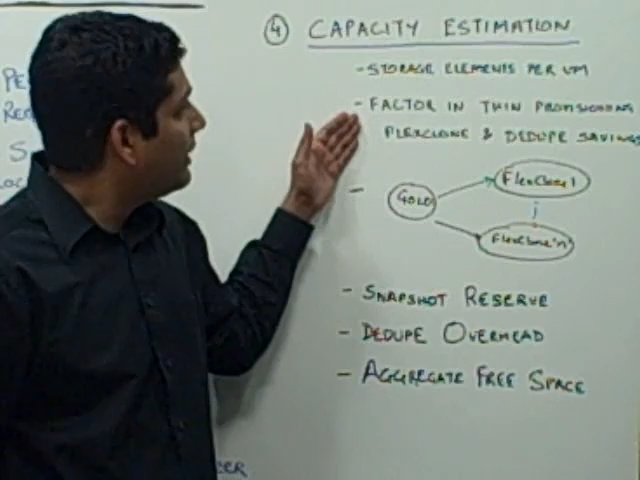 ④ CAPACITY ESTIMATION
- STORAGE ELEMENTS PER VM
- FACTOR IN THIN PROVISIONING
FLEXCLONE & DEDUPE SAVINGS
- GOLD
FlexClone 1
FlexClone 'n'
- SNAPSHOT RESERVE
- DEDUPE OVERHEAD
- AGGREGATE FREE SPACE